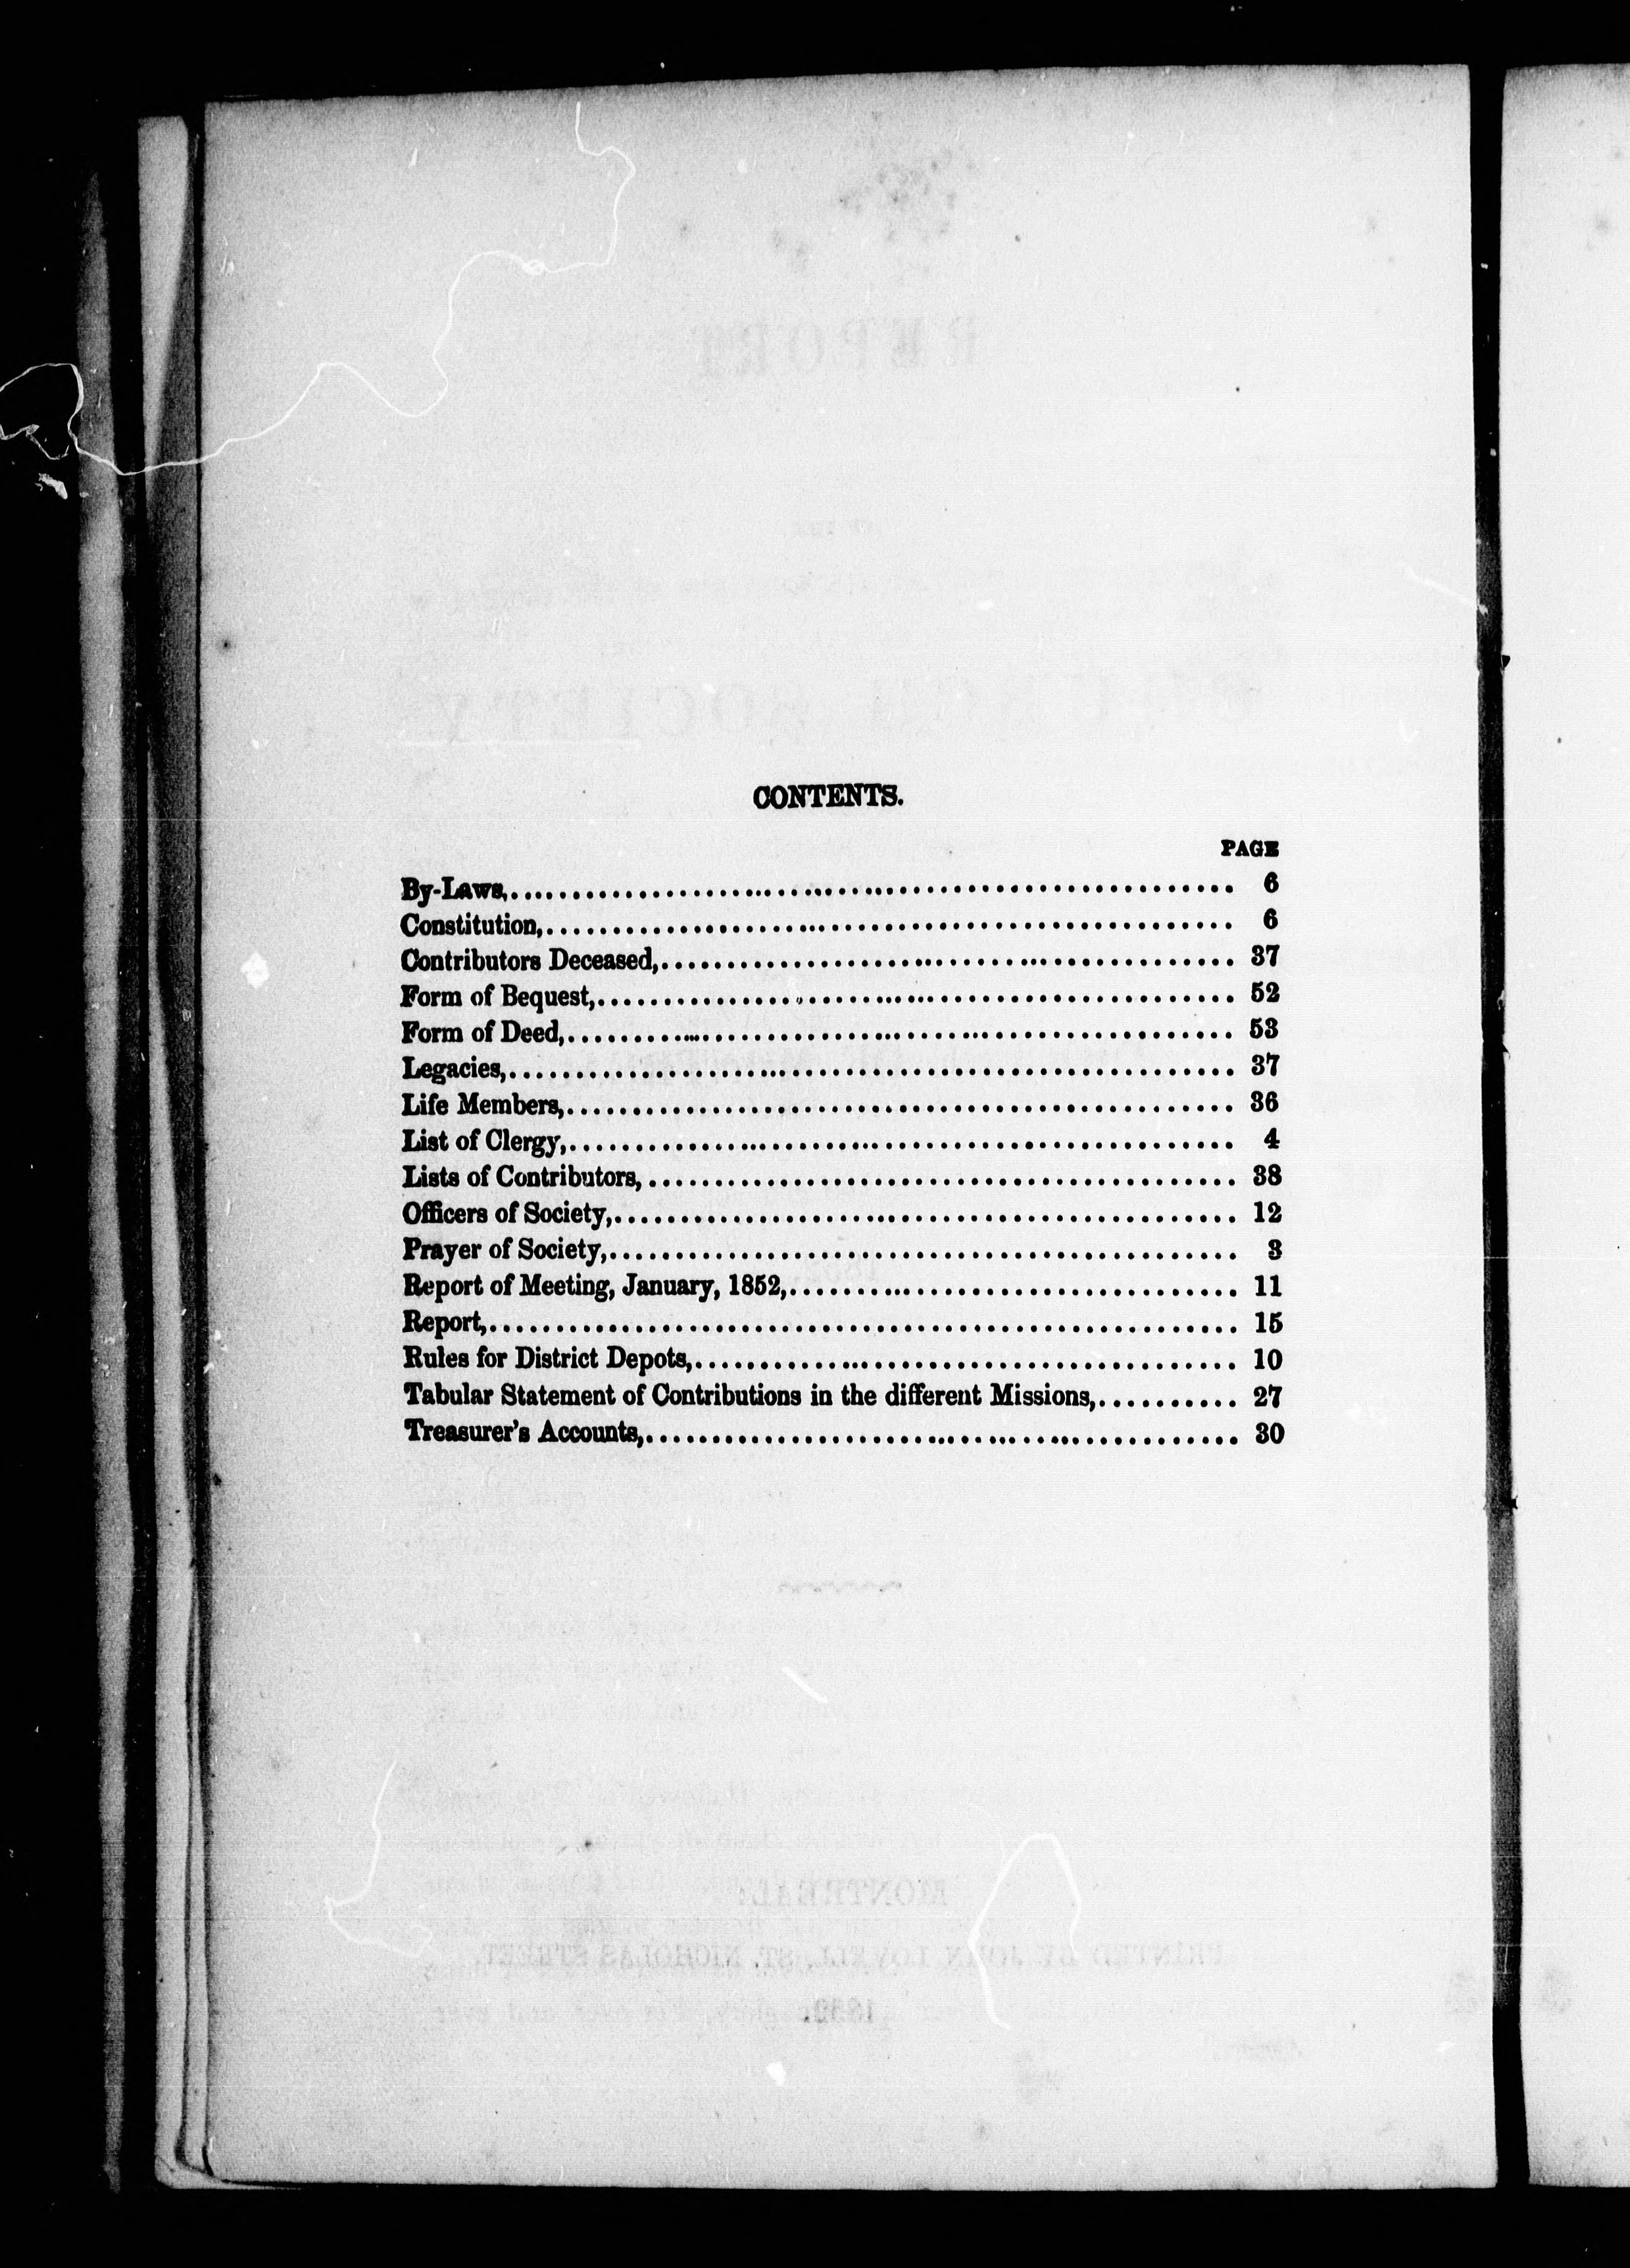 CONTENTS.
PAGE
By-Laws,................................................ 6
Constitution,................................................ 6
Contributors Deceased,................................................ 37
Form of Bequest,................................................ 52
Form of Deed,................................................ 53
Legacies,................................................ 37
Life Members,................................................ 36
List of Clergy,................................................ 4
Lists of Contributors,................................................ 38
Officers of Society,................................................ 12
Prayer of Society,................................................ 3
Report of Meeting, January, 1852,.................................. 11
Report,................................................ 15
Rules for District Depots,.......................................... 10
Tabular Statement of Contributions in the different Missions,........... 27
Treasurer's Accounts,................................................ 30